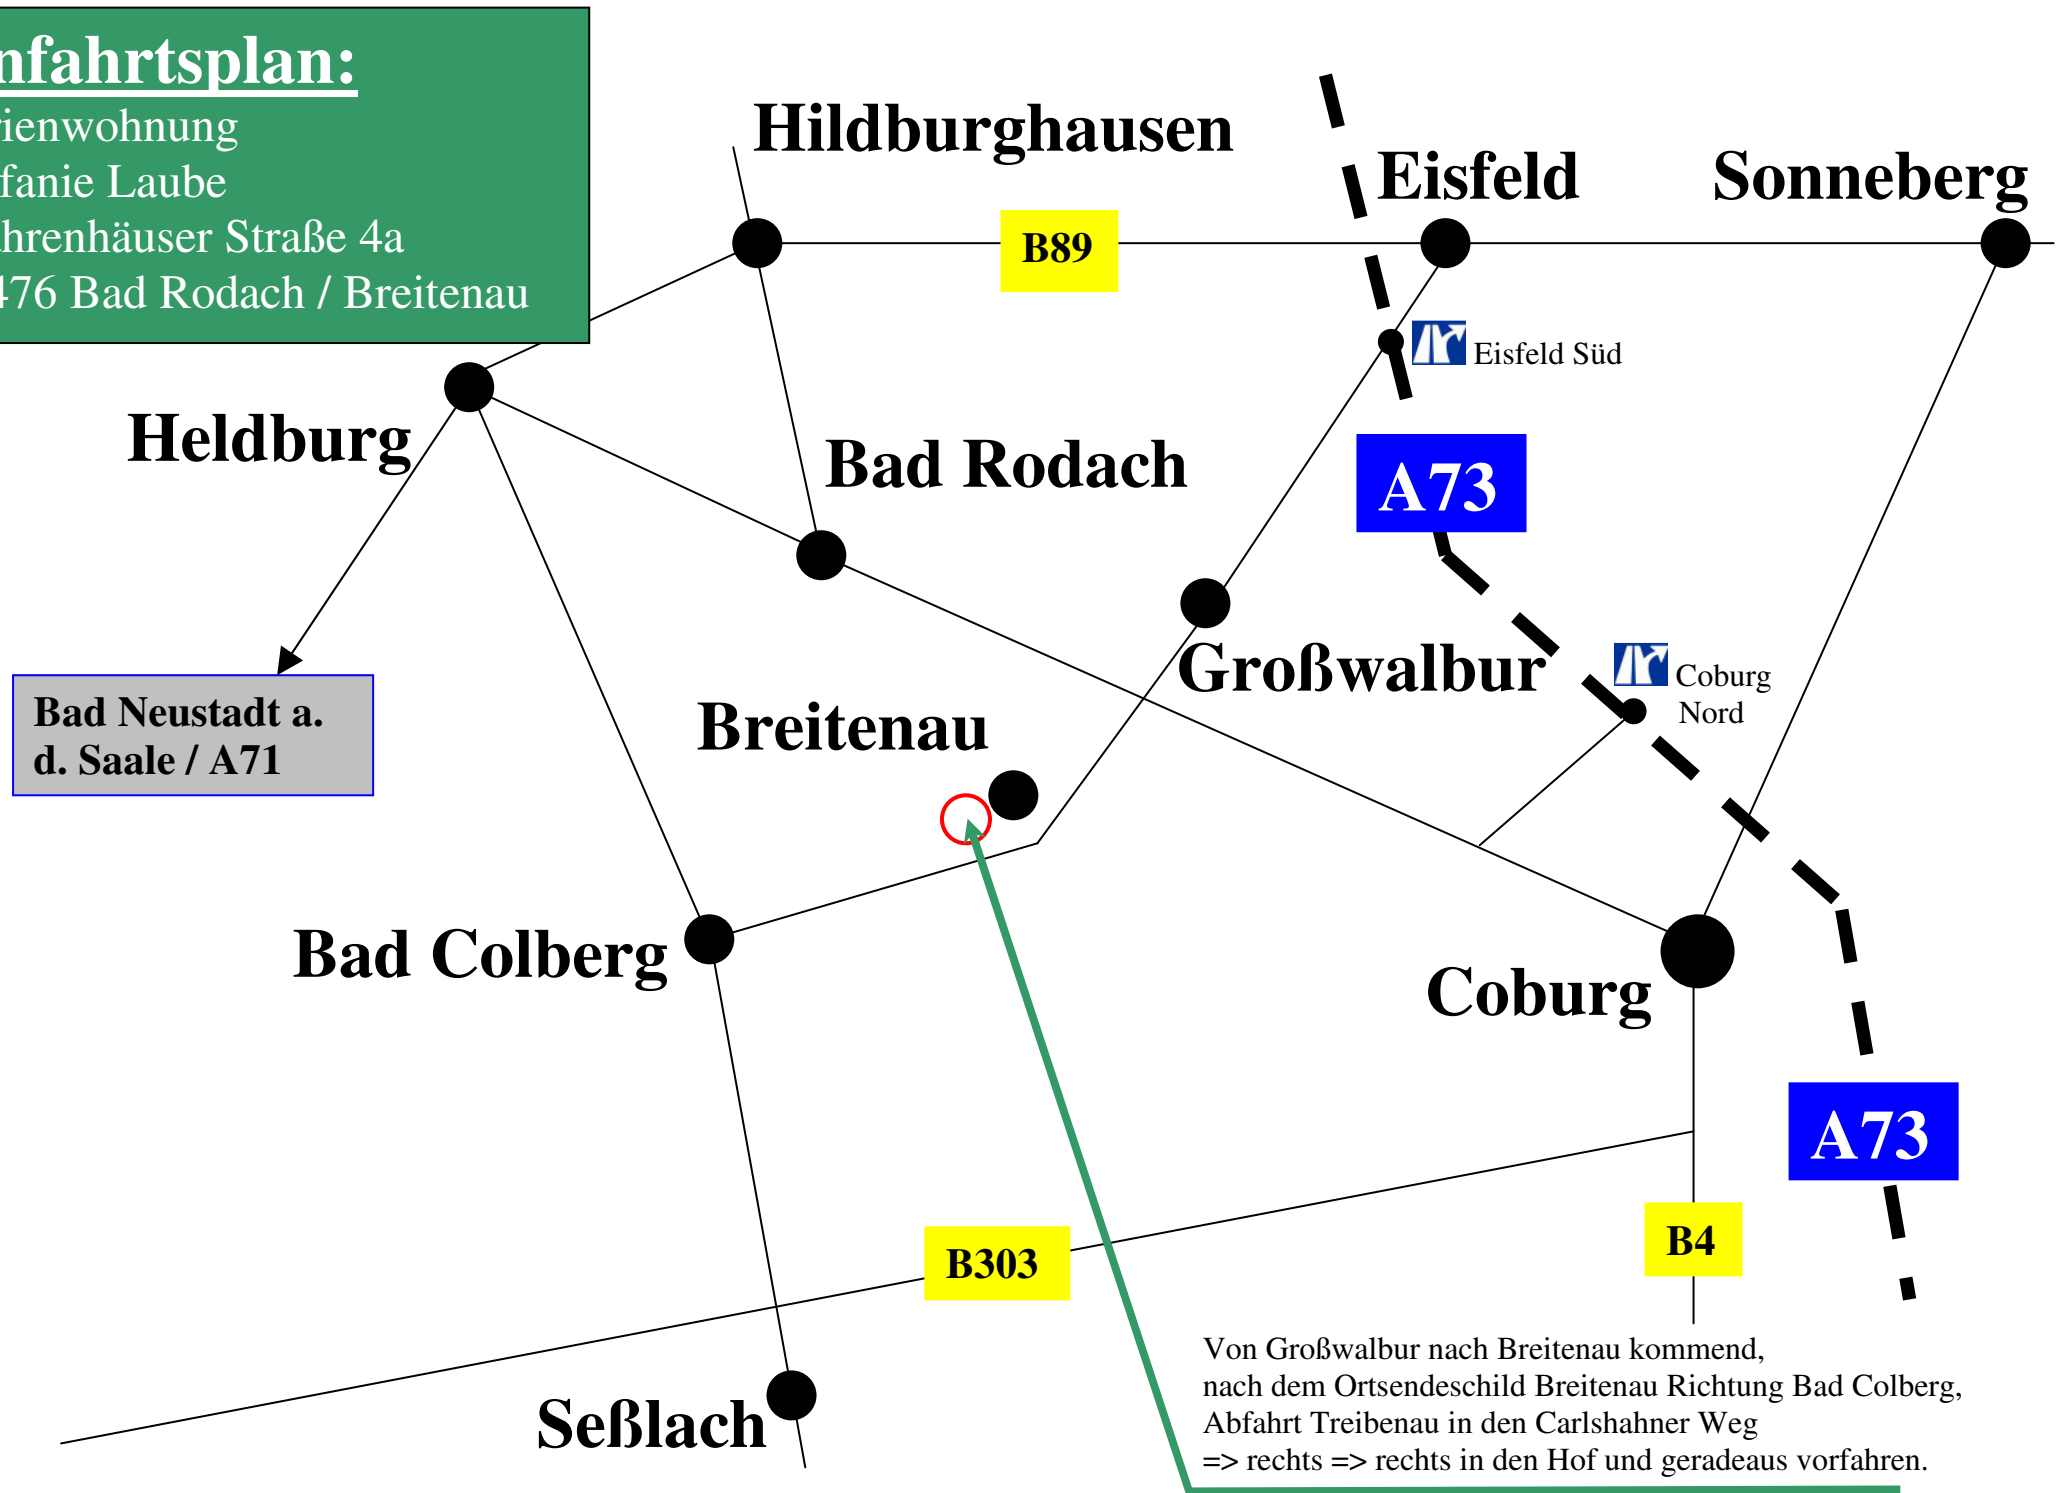 nfahrtsplan:
rienwohnung
fanie Laube
hrenhäuser Straße 4a
476 Bad Rodach / Breitenau
Hildburghausen
Eisfeld
Sonneberg
B89
Eisfeld Süd
Heldburg
Bad Rodach
A73
Großwalbur
Coburg
Nord
Bad Neustadt a.
d. Saale / A71
Breitenau
Bad Colberg
Coburg
A73
B303
B4
Von Großwalbur nach Breitenau kommend,
nach dem Ortsendeschild Breitenau Richtung Bad Colberg,
Abfahrt Treibenau in den Carlshahner Weg
=> rechts => rechts in den Hof und geradeaus vorfahren.
Seßlach